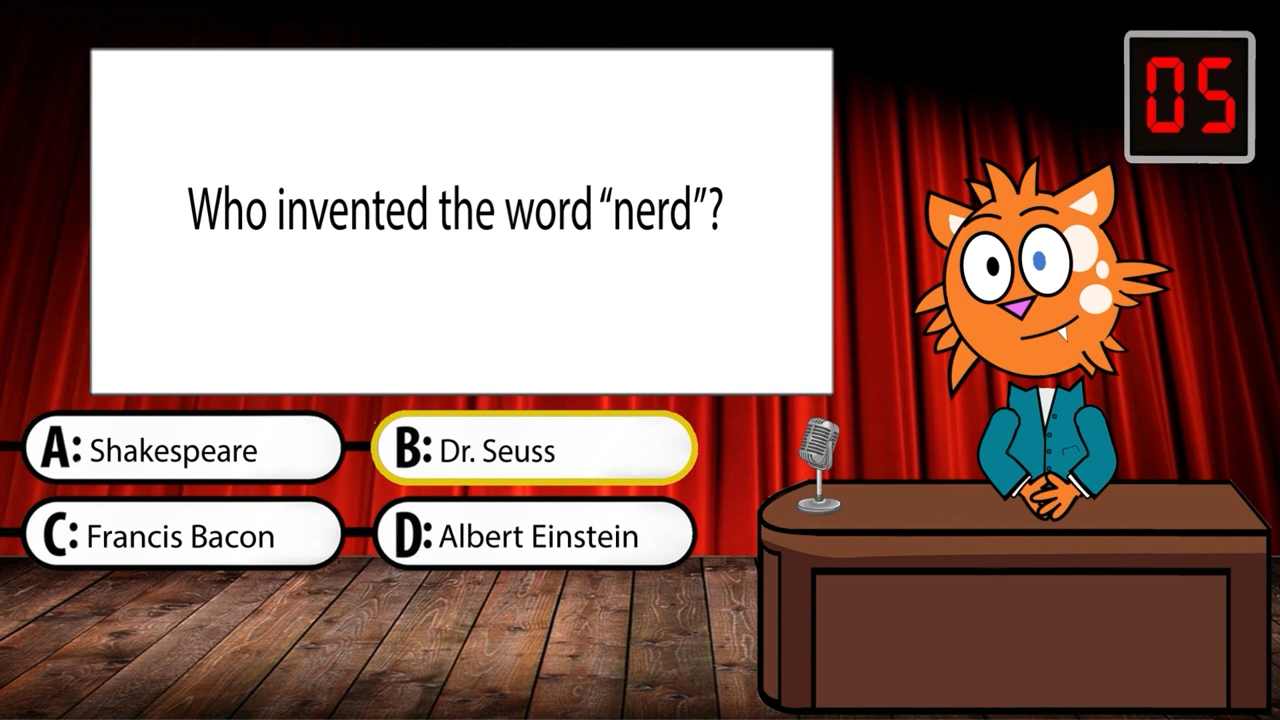 05
Who invented the word “nerd”?
A: Shakespeare
B: Dr. Seuss
C: Francis Bacon
D: Albert Einstein